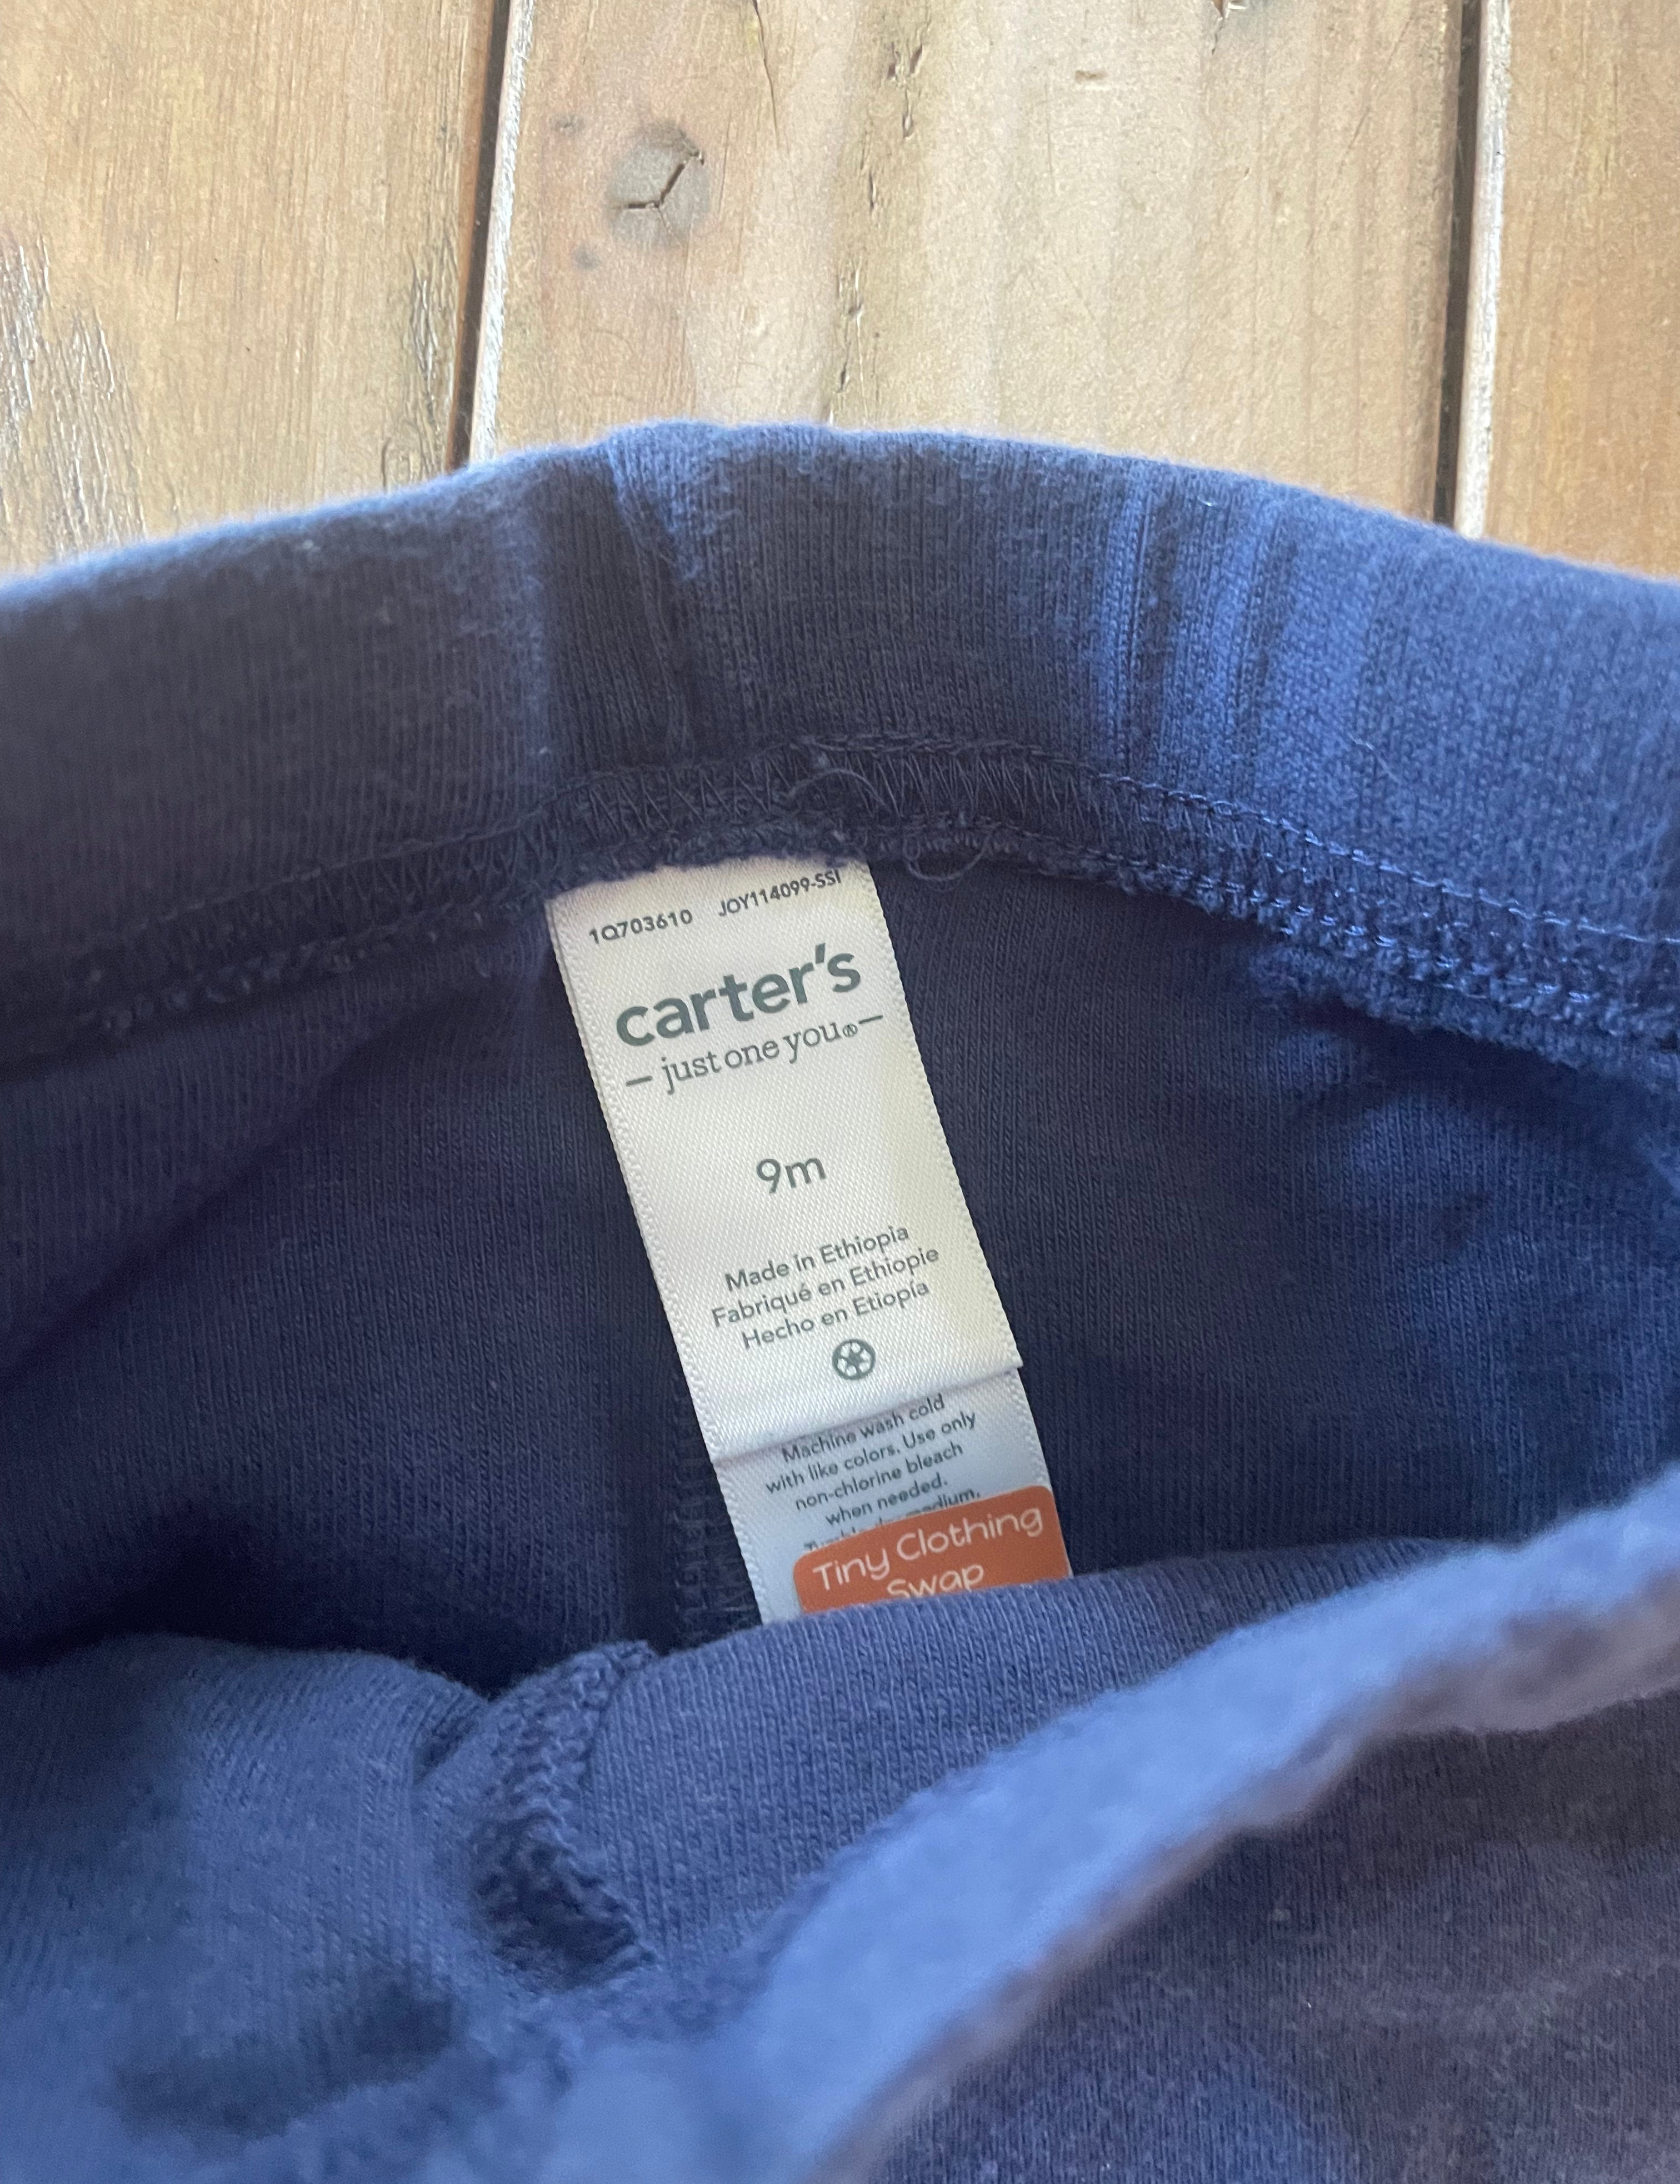 1Q703610 JOY114099-SSI
carter's
— just one you® —
9m
Made in Ethiopia
Fabriqué en Ethiopie
Hecho en Etiopía
Machine wash cold
with like colors. Use only
non-chlorine bleach
when needed.
medium.
Tiny Clothing
Swap